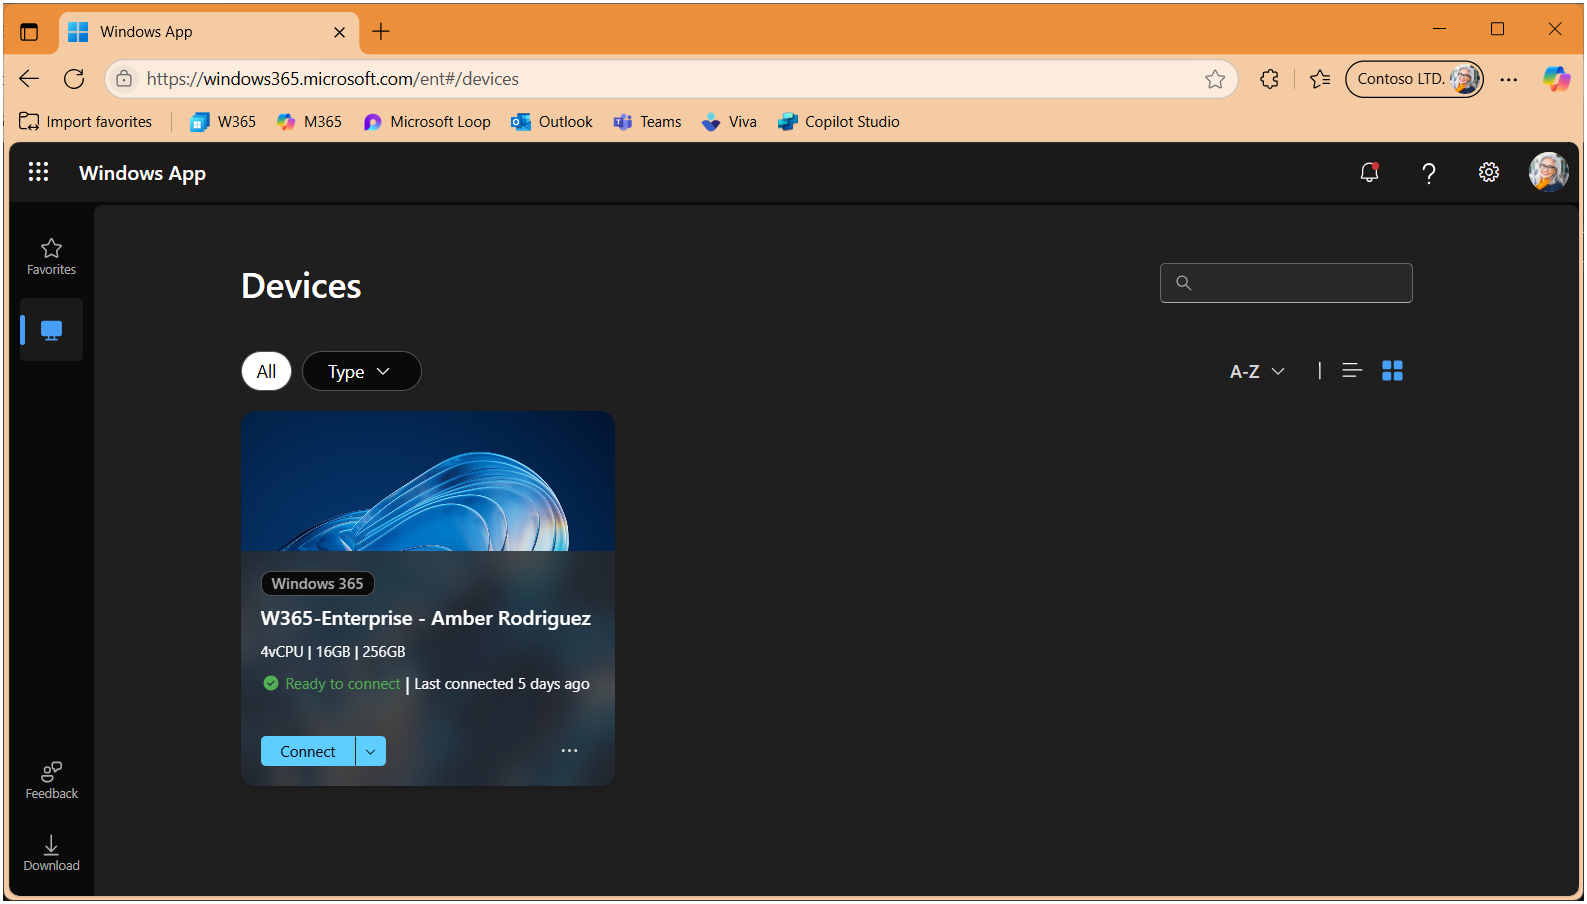 Windows App
https://windows365.microsoft.com/ent#/devices
Contoso LTD.
Import favorites
W365
M365
Microsoft Loop
Outlook
Teams
Viva
Copilot Studio
Windows App
Favorites
Devices
All
Type
A-Z
Windows 365
W365-Enterprise - Amber Rodriguez
4vCPU | 16GB | 256GB
Ready to connect | Last connected 5 days ago
Connect
Feedback
Download